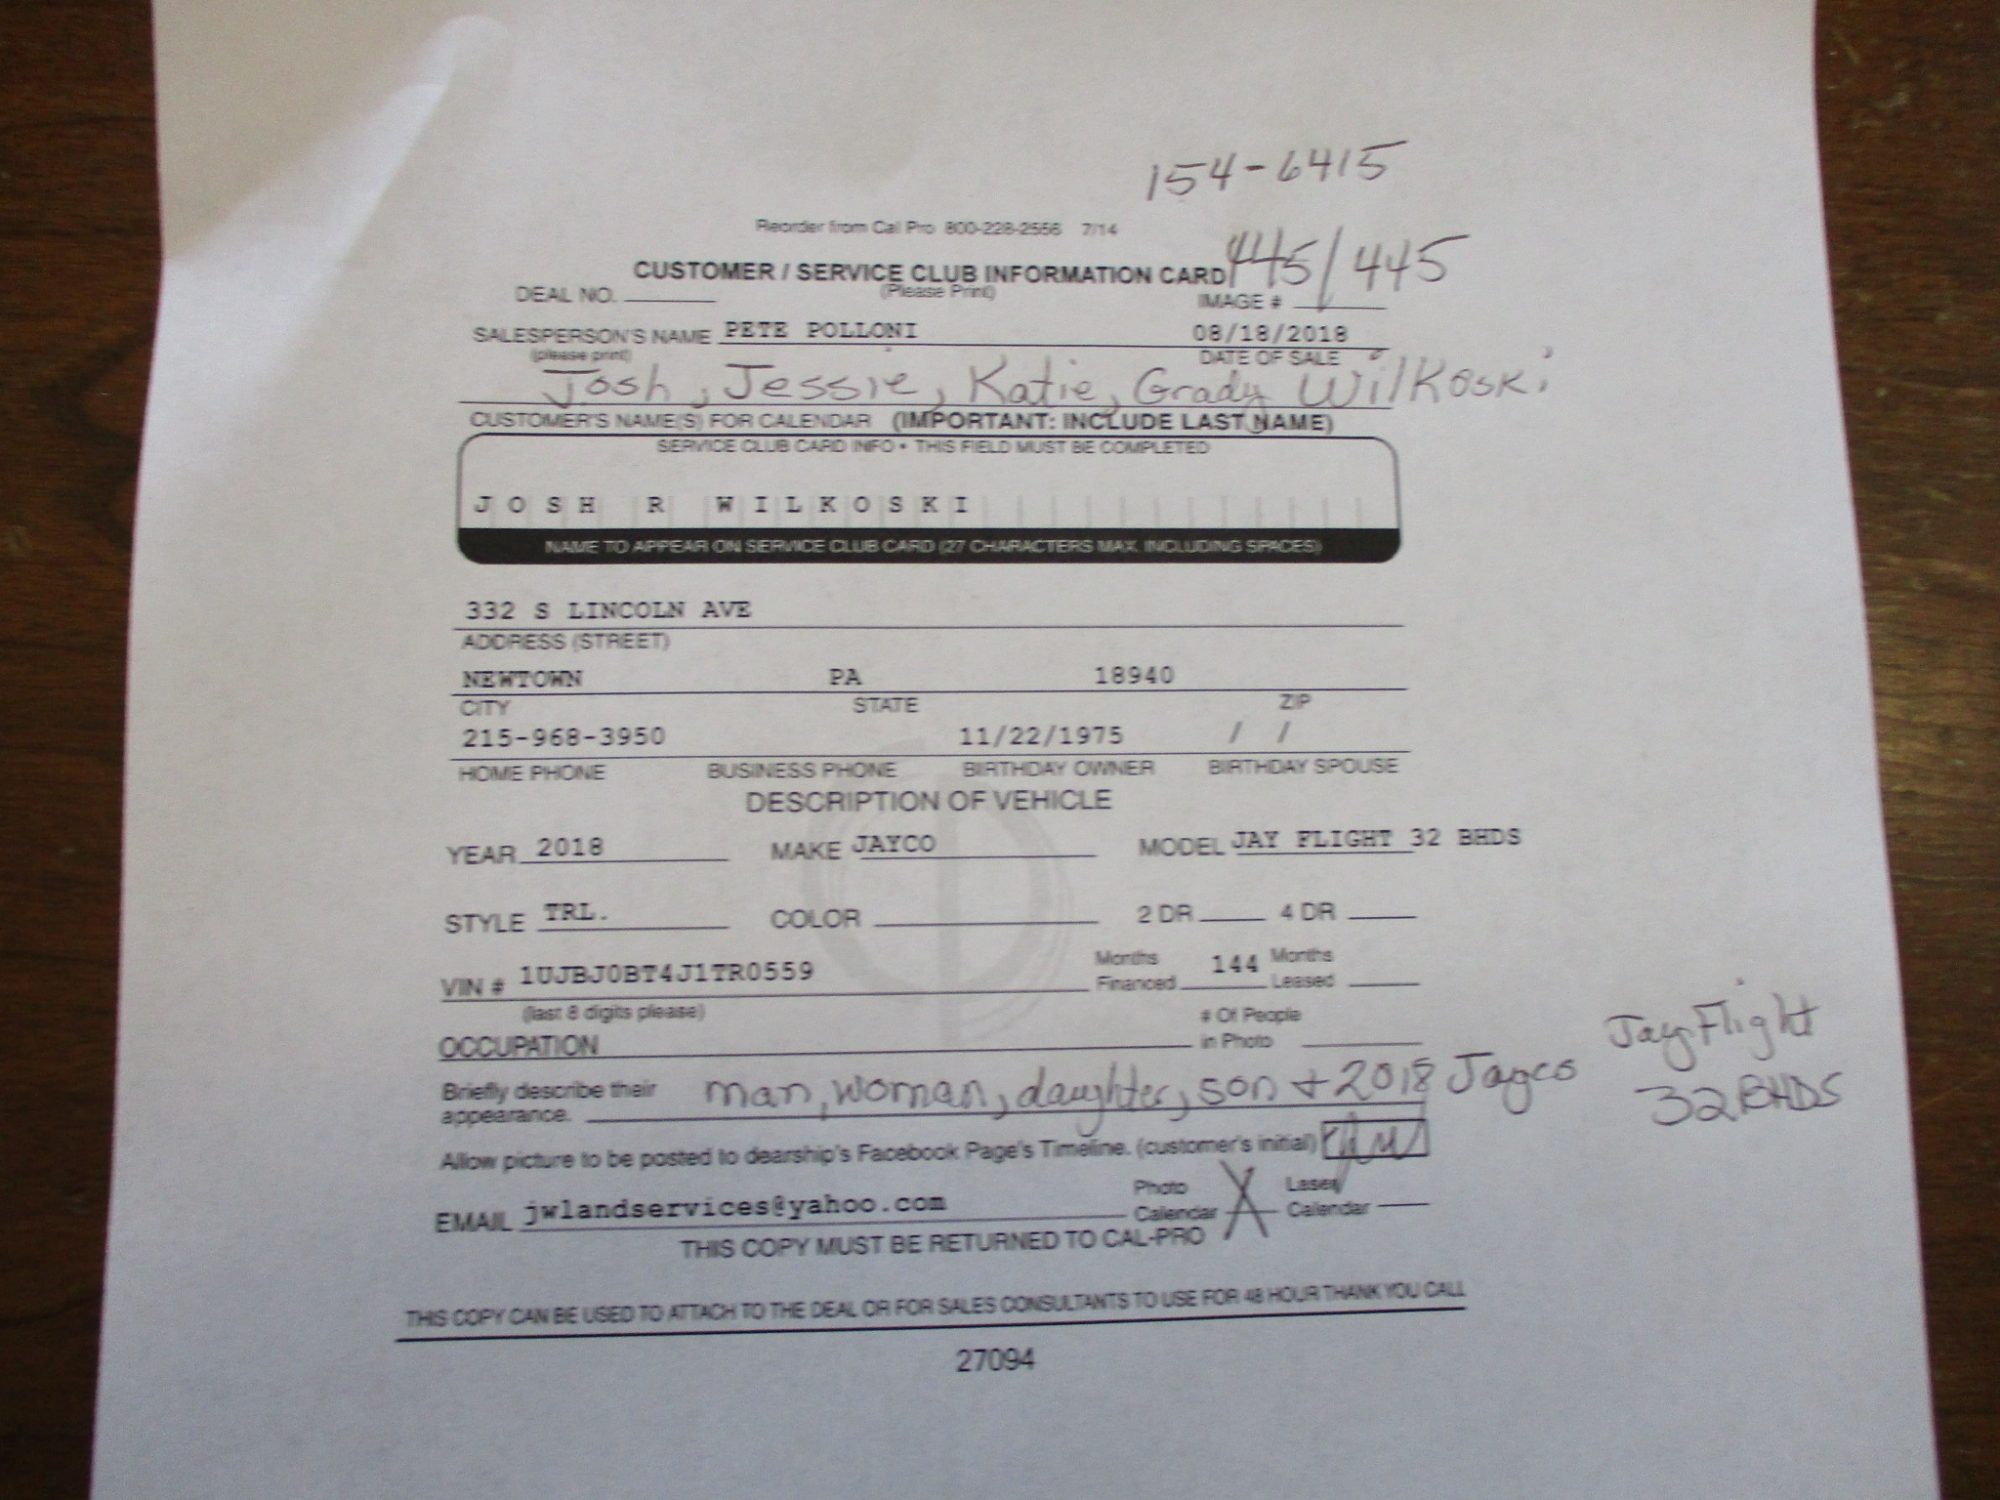 154-6415
Reorder from Cal Pro 800-228-2556 7/14
445/445
CUSTOMER / SERVICE CLUB INFORMATION CARD
(Please Print)
DEAL NO. IMAGE #
SALESPERSON'S NAME PETE POLLONI 08/18/2018
(please print) DATE OF SALE
Josh, Jessie, Katie, Grady Wilkoski
CUSTOMER'S NAME(S) FOR CALENDAR (IMPORTANT: INCLUDE LAST NAME)
SERVICE CLUB CARD INFO • THIS FIELD MUST BE COMPLETED
JOSH R WILKOSKI
NAME TO APPEAR ON SERVICE CLUB CARD (27 CHARACTERS MAX. INCLUDING SPACES)
332 S LINCOLN AVE
ADDRESS (STREET)
NEWTOWN PA 18940
CITY STATE ZIP
215-968-3950 11/22/1975 / /
HOME PHONE BUSINESS PHONE BIRTHDAY OWNER BIRTHDAY SPOUSE
DESCRIPTION OF VEHICLE
YEAR 2018 MAKE JAYCO MODEL JAY FLIGHT 32 BHDS
STYLE TRL. COLOR 2 DR 4 DR
VIN # 1UJBJ0BT4J1TR0559 Months Financed 144 Months Leased
(last 8 digits please)
OCCUPATION # Of People in Photo
Briefly describe their appearance. man, woman, daughter, son + 2018 Jayco Jay Flight
32BHDS
Allow picture to be posted to dearship's Facebook Page's Timeline. (customer's initial)
EMAIL jwlandservices@yahoo.com Photo Calendar X Laser Calendar
THIS COPY MUST BE RETURNED TO CAL-PRO
THIS COPY CAN BE USED TO ATTACH TO THE DEAL OR FOR SALES CONSULTANTS TO USE FOR 48 HOUR THANK YOU CALL
27094